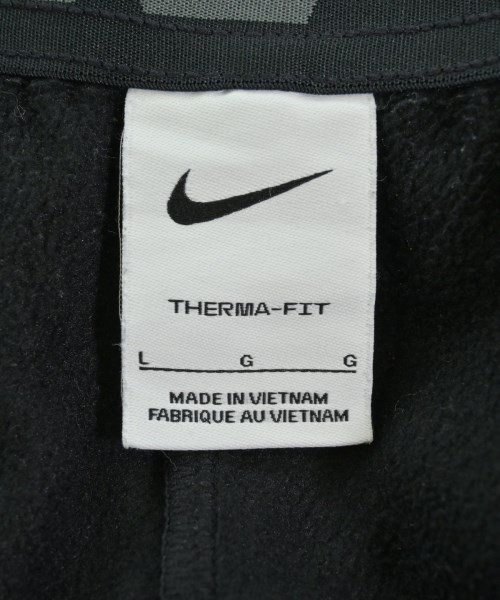 THERMA-FIT
L G G
MADE IN VIETNAM
FABRIQUE AU VIETNAM